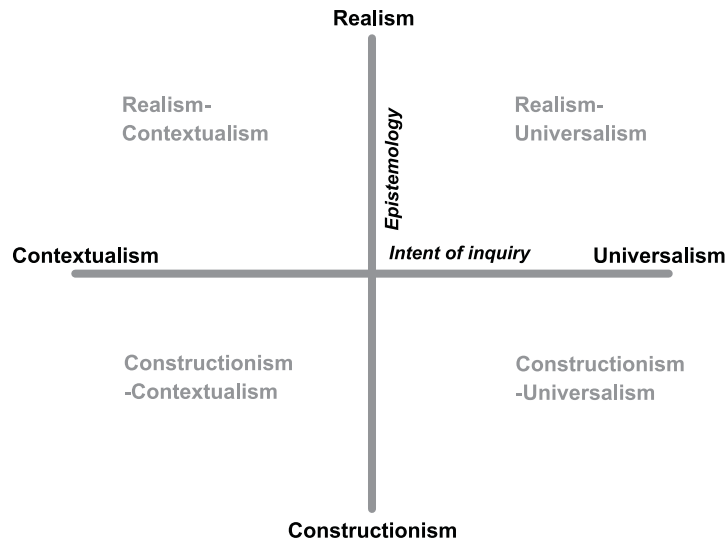 Realism
Realism-
Contextualism
Realism-
Universalism
Epistemology
Contextualism
Intent of inquiry
Universalism
Constructionism
-Contextualism
Constructionism
-Universalism
Constructionism